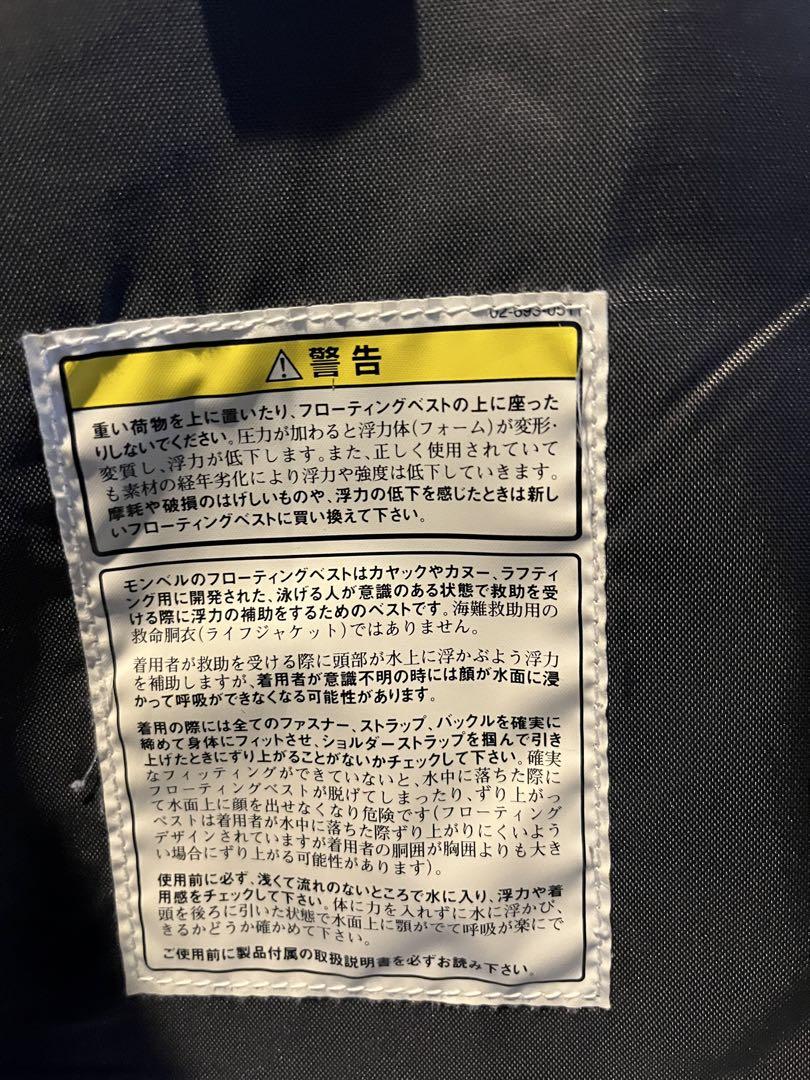 02-693-0511
⚠警告
重い荷物を上に置いたり、フローティングベストの上に座った
りしないでください。圧力が加わると浮力体(フォーム)が変形・
変質し、浮力が低下します。また、正しく使用されていて
も素材の経年劣化により浮力や強度は低下していきます。
摩耗や破損のはげしいものや、浮力の低下を感じたときは新し
いフローティングベストに買い換えて下さい。
モンベルのフローティングベストはカヤックやカヌー、ラフティ
ング用に開発された、泳げる人が意識のある状態で救助を受
ける際に浮力の補助をするためのベストです。海難救助用の
救命胴衣(ライフジャケット)ではありません。
着用者が救助を受ける際に頭部が水上に浮かぶよう浮力
を補助しますが、着用者が意識不明の時には顔が水面に浸
かって呼吸ができなくなる可能性があります。
着用の際には全てのファスナー、ストラップ、バックルを確実に
締めて身体にフィットさせ、ショルダーストラップを掴んで引き
上げたときにずり上がることがないかチェックして下さい。確実
なフィッティングができていないと、水中に落ちた際に
フローティングベストが脱げてしまったり、ずり上がっ
て水面上に顔を出せなくなり危険です(フローティング
ベストは着用者が水中に落ちた際ずり上がりにくいよう
デザインされていますが着用者の胴囲が胸囲よりも大き
い場合にずり上がる可能性があります)。
使用前に必ず、浅くて流れのないところで水に入り、浮力や着
用感をチェックして下さい。体に力を入れずに水に浮かび、
頭を後ろに引いた状態で水面上に顎がでて呼吸が楽にで
きるかどうか確かめて下さい。
ご使用前に製品付属の取扱説明書を必ずお読み下さい。